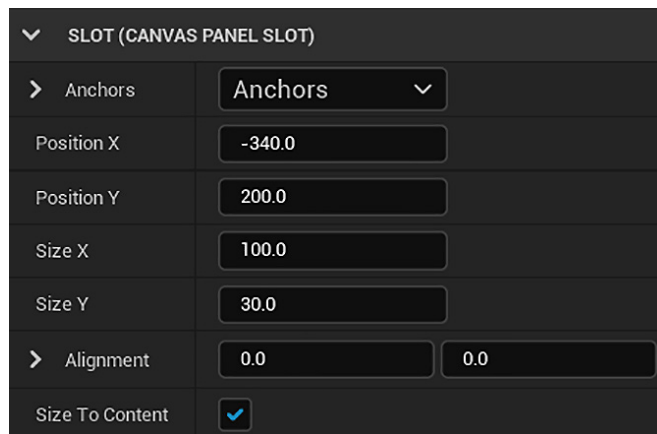 SLOT (CANVAS PANEL SLOT)
Anchors Anchors
Position X -340.0
Position Y 200.0
Size X 100.0
Size Y 30.0
Alignment 0.0 0.0
Size To Content